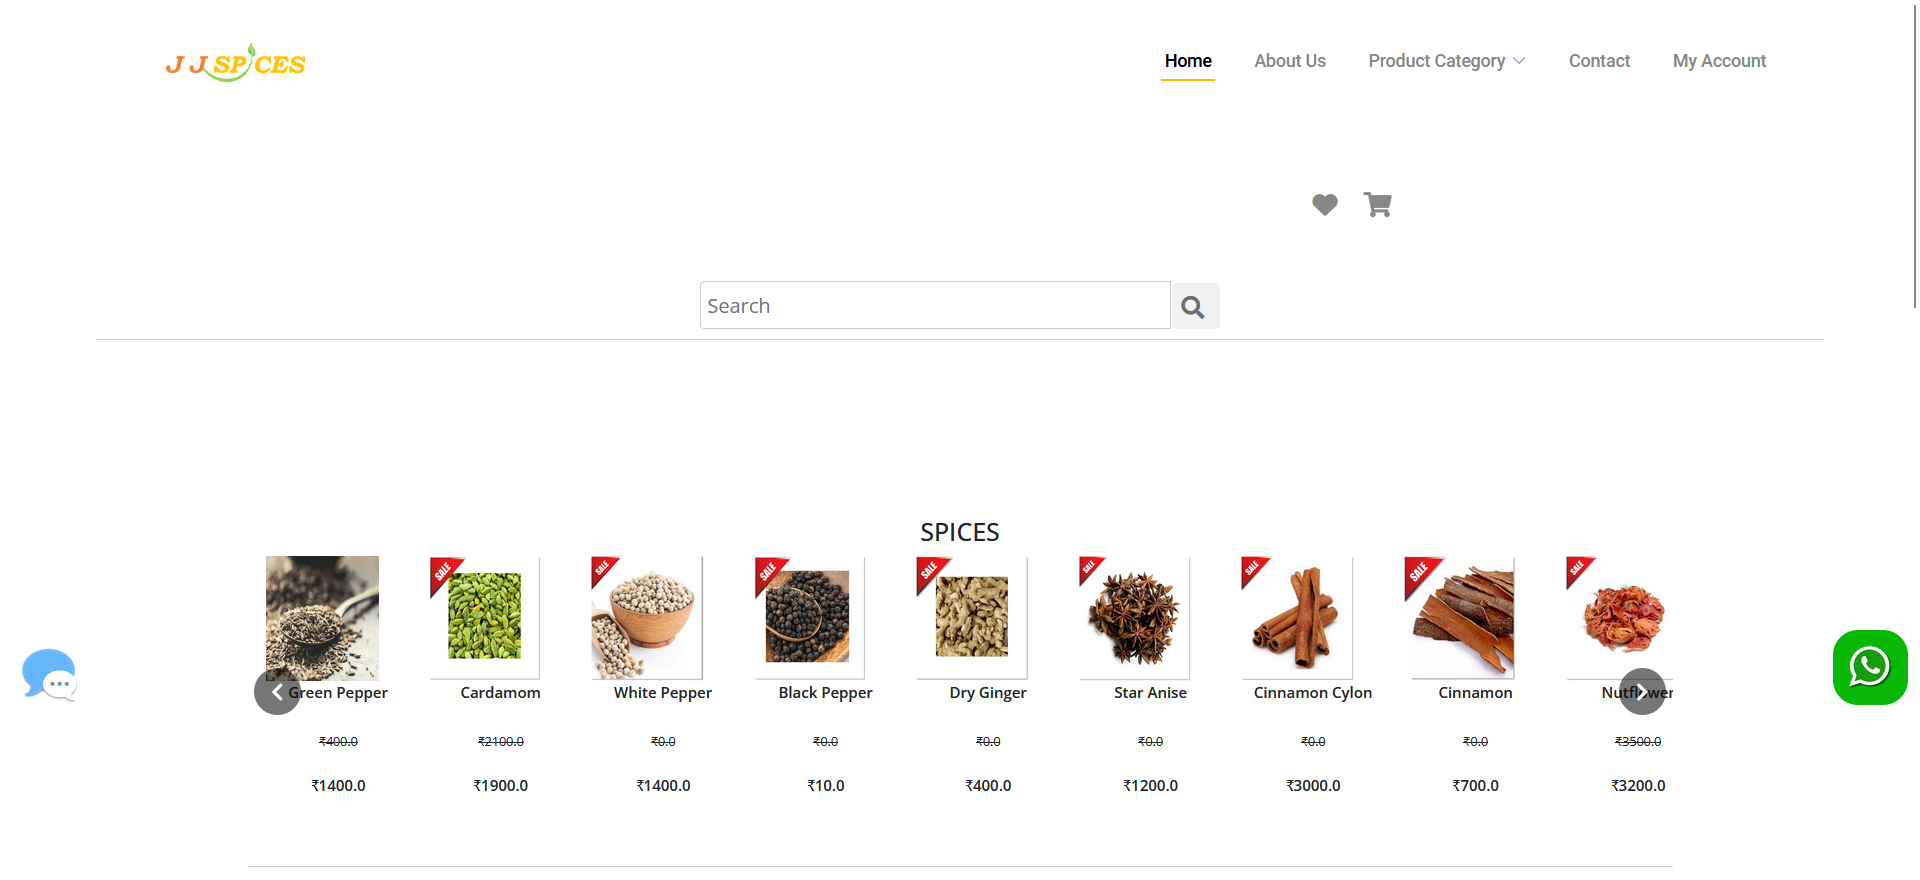 J J SPICES
Home About Us Product Category Contact My Account
Search
SPICES
SALE SALE SALE SALE SALE SALE SALE SALE
Green Pepper Cardamom White Pepper Black Pepper Dry Ginger Star Anise Cinnamon Cylon Cinnamon Nutflower
₹400.0 ₹2100.0 ₹0.0 ₹0.0 ₹0.0 ₹0.0 ₹0.0 ₹0.0 ₹3500.0
₹1400.0 ₹1900.0 ₹1400.0 ₹10.0 ₹400.0 ₹1200.0 ₹3000.0 ₹700.0 ₹3200.0